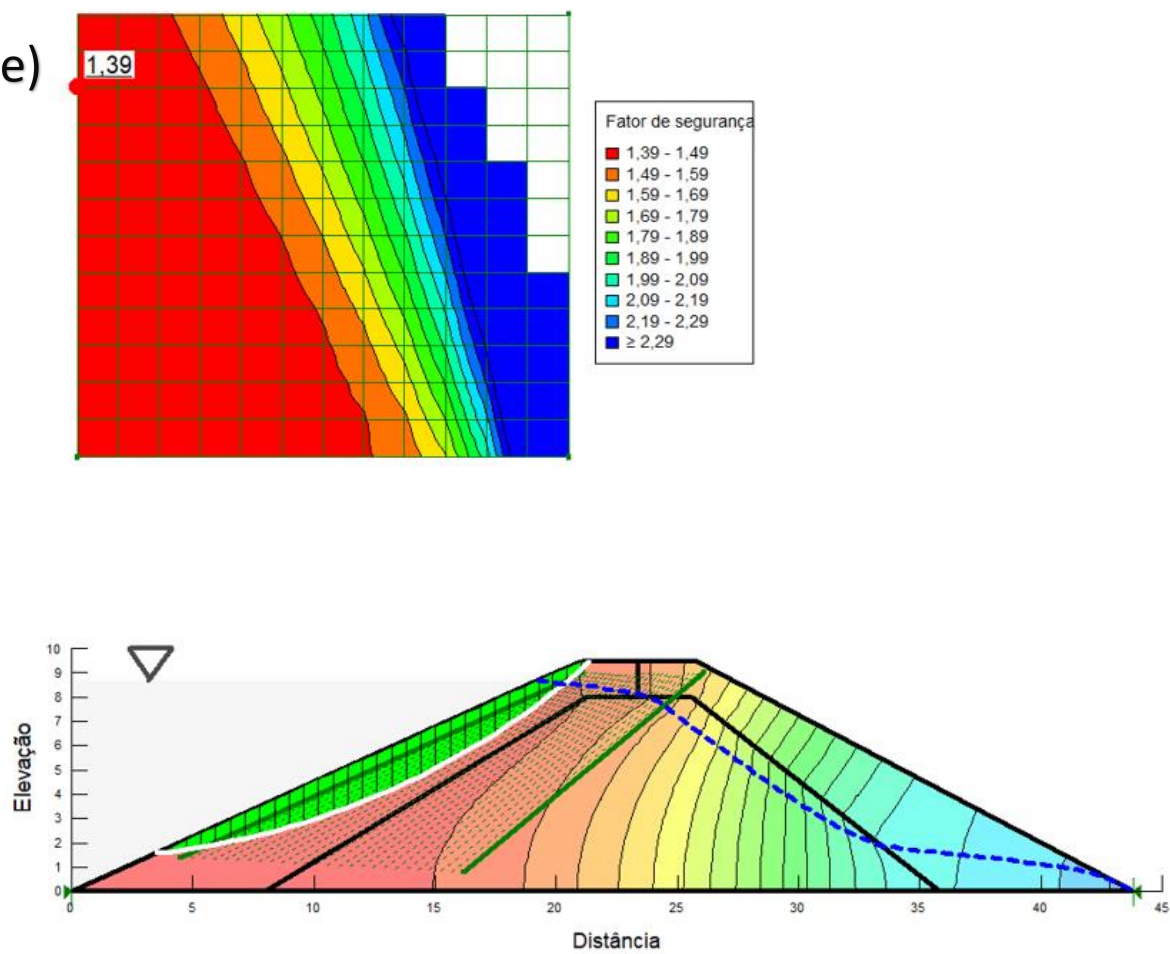 e)
1,39
Fator de segurança
1,39 - 1,49
1,49 - 1,59
1,59 - 1,69
1,69 - 1,79
1,79 - 1,89
1,89 - 1,99
1,99 - 2,09
2,09 - 2,19
2,19 - 2,29
≥ 2,29
10
9
8
7
6
5
4
3
2
1
0
Elevação
0 5 10 15 20 25 30 35 40 45
Distância